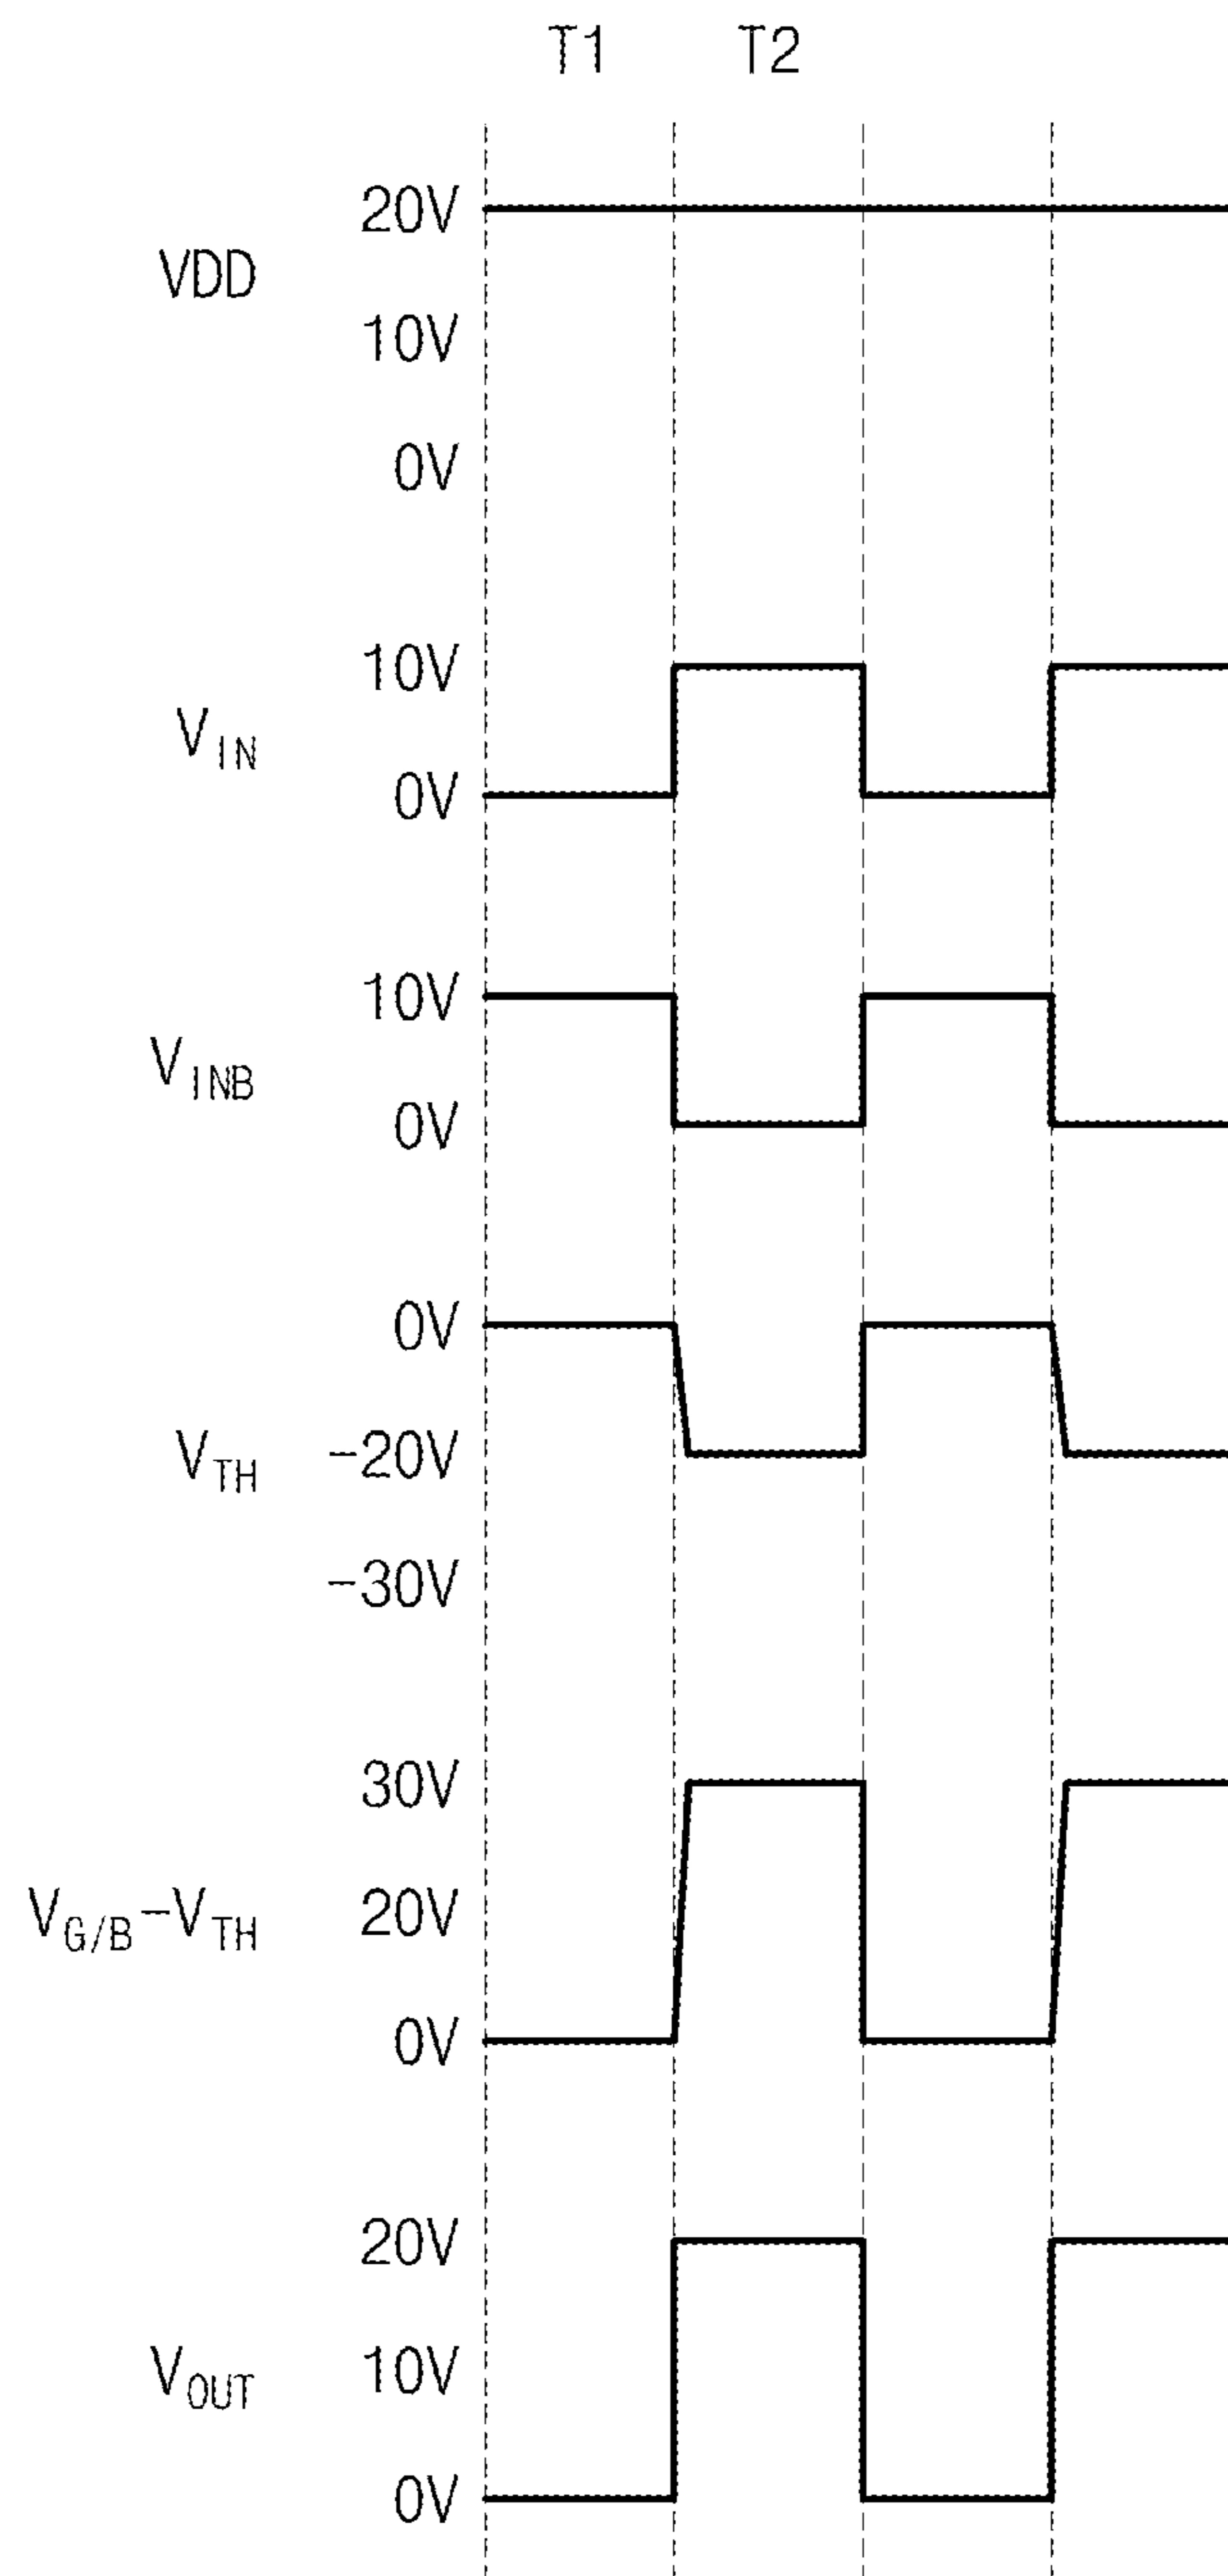 T1 T2
20V
VDD
10V
0V
10V
VIN
0V
10V
VINB
0V
0V
VTH -20V
-30V
30V
VG/B-VTH 20V
0V
20V
VOUT 10V
0V